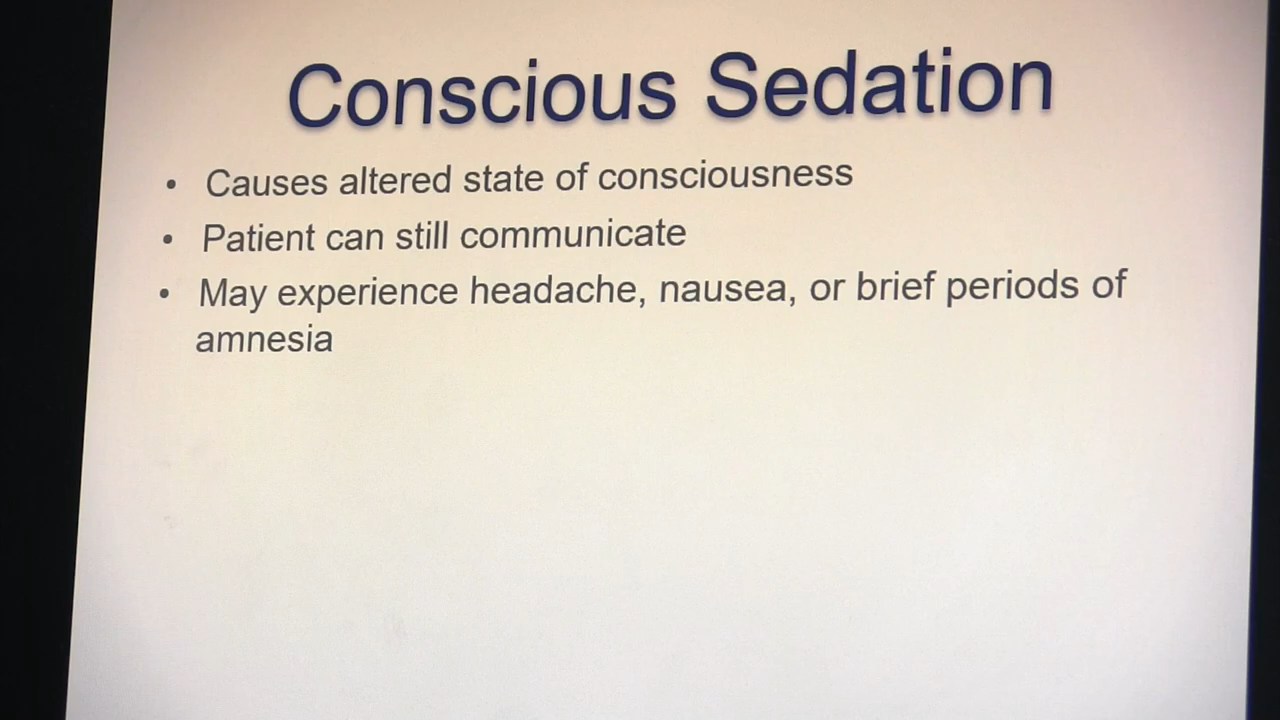 Conscious Sedation
• Causes altered state of consciousness
• Patient can still communicate
• May experience headache, nausea, or brief periods of
amnesia